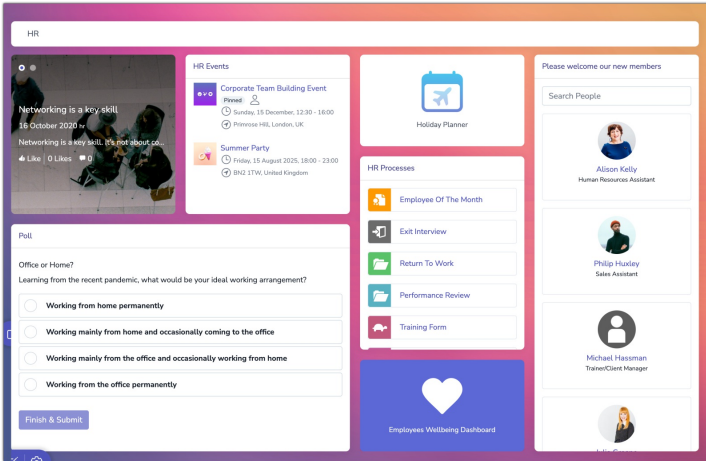 HR
Networking is a key skill
16 October 2020 hr
Networking is a key skill. It's not about co...
Like 0 Likes 0
HR Events
Corporate Team Building Event
Pinned
Sunday, 15 December, 12:30 - 16:00
Primrose Hill, London, UK
Summer Party
Friday, 15 August 2025, 18:00 - 23:00
BN2 1TW, United Kingdom
Holiday Planner
HR Processes
Employee Of The Month
Exit Interview
Return To Work
Performance Review
Training Form
Employees Wellbeing Dashboard
Please welcome our new members
Search People
Alison Kelly
Human Resources Assistant
Philip Huxley
Sales Assistant
Michael Hassman
Trainer/Client Manager
Poll
Office or Home?
Learning from the recent pandemic, what would be your ideal working arrangement?
Working from home permanently
Working mainly from home and occasionally coming to the office
Working mainly from the office and occasionally working from home
Working from the office permanently
Finish & Submit